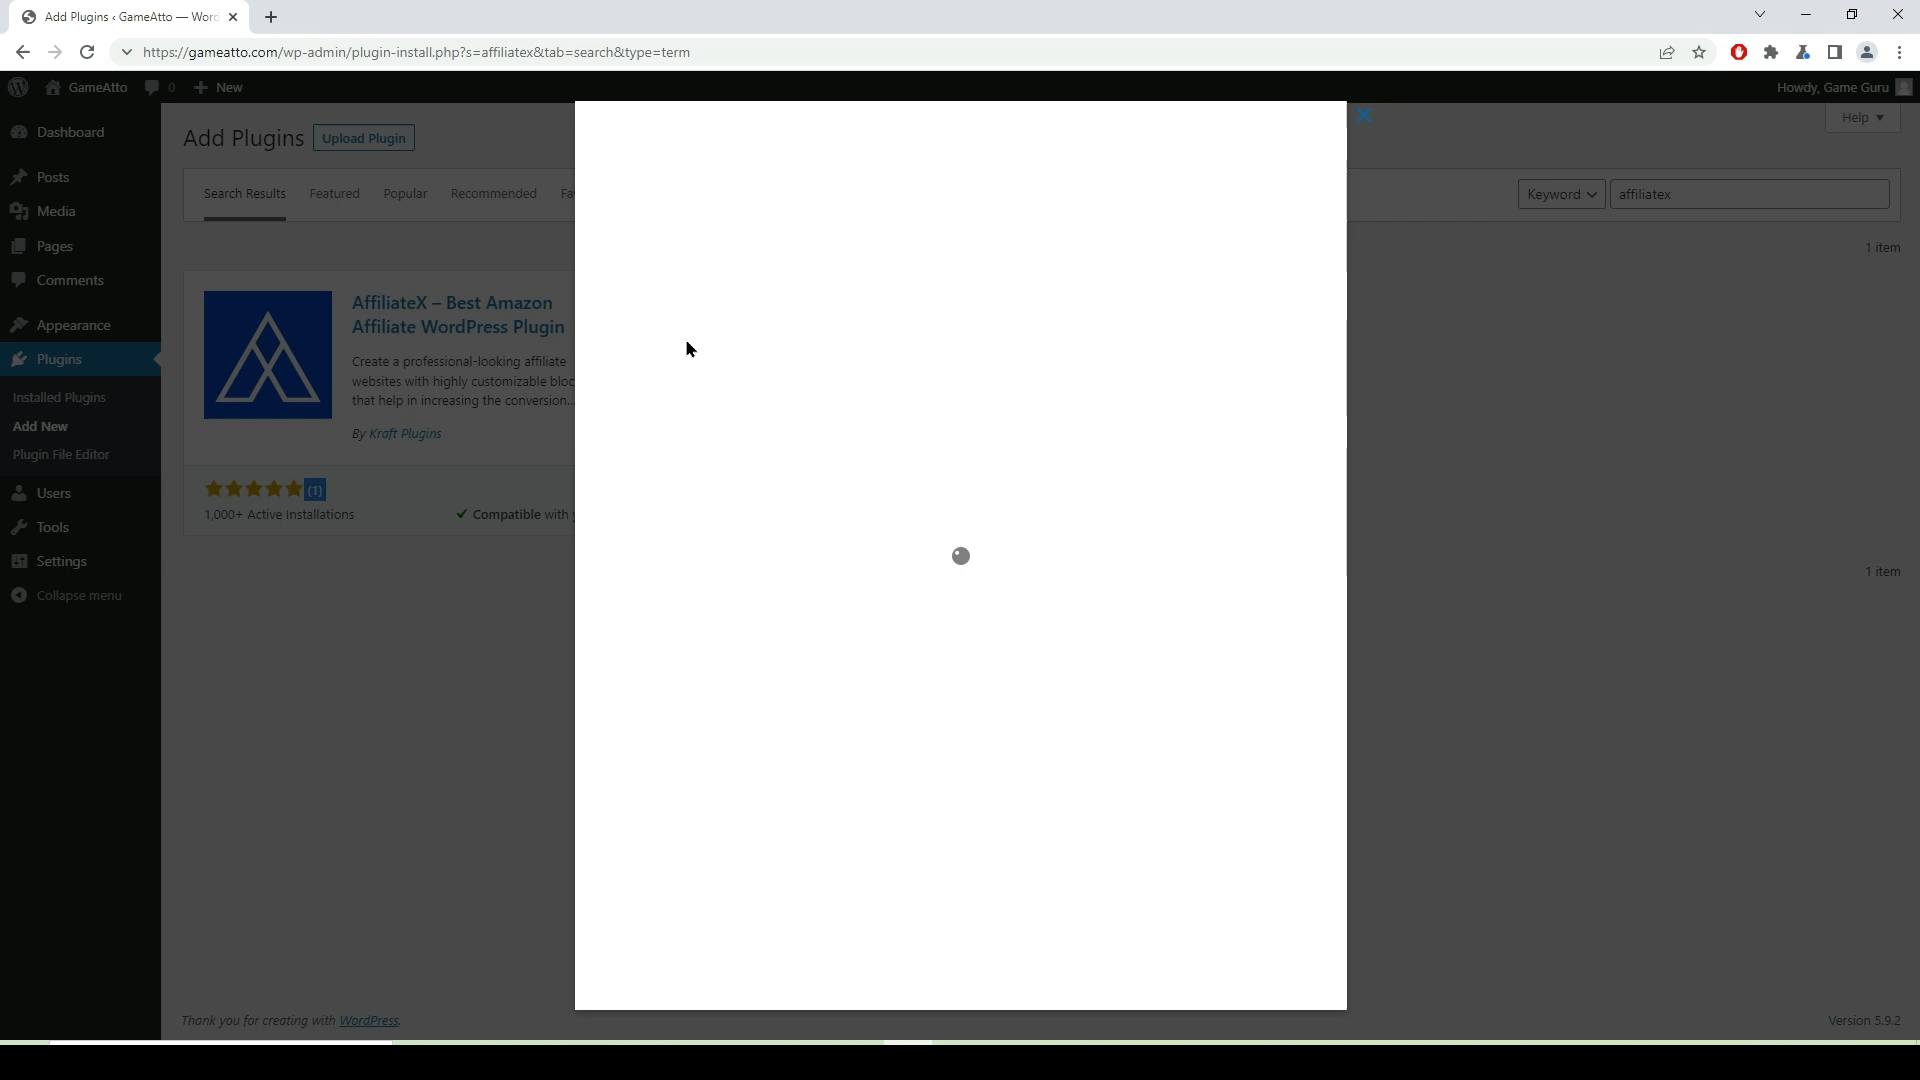 Add Plugins ‹ GameAtto — Word
https://gameatto.com/wp-admin/plugin-install.php?s=affiliatex&tab=search&type=term
GameAtto
0
New
Howdy, Game Guru
Dashboard
Posts
Media
Pages
Comments
Appearance
Plugins
Installed Plugins
Add New
Plugin File Editor
Users
Tools
Settings
Collapse menu
Add Plugins
Upload Plugin
Help
Search Results
Featured
Popular
Recommended
Fa
Keyword
affiliatex
1 item
AffiliateX – Best Amazon
Affiliate WordPress Plugin
Create a professional-looking affiliate
websites with highly customizable bloc
that help in increasing the conversion...
By Kraft Plugins
(1)
1,000+ Active Installations
Compatible with y
1 item
Thank you for creating with WordPress.
Version 5.9.2